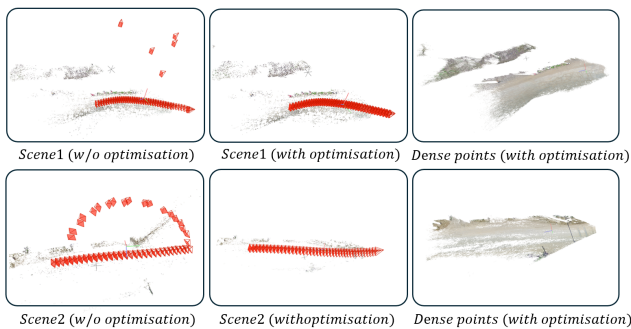 Scene1 (w/o optimisation) Scene1 (with optimisation) Dense points (with optimisation)
Scene2 (w/o optimisation) Scene2 (withoptimisation) Dense points (with optimisation)